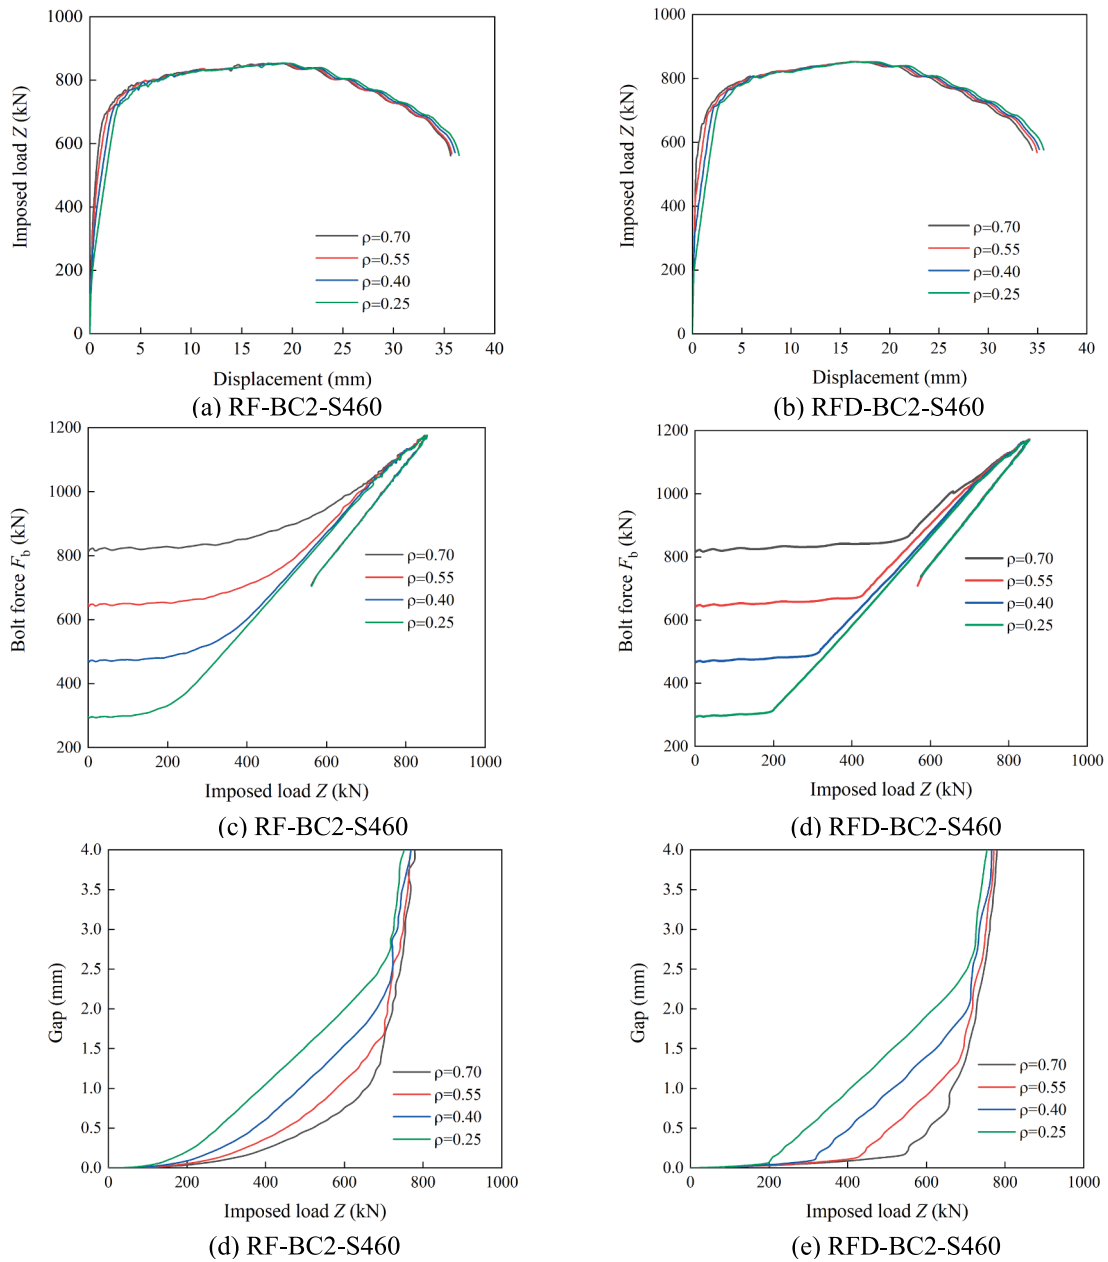 1000
800
600
400
200
0
Imposed load Z (kN)
ρ=0.70
ρ=0.55
ρ=0.40
ρ=0.25
0 5 10 15 20 25 30 35 40
Displacement (mm)
(a) RF-BC2-S460
1000
800
600
400
200
0
Imposed load Z (kN)
ρ=0.70
ρ=0.55
ρ=0.40
ρ=0.25
0 5 10 15 20 25 30 35 40
Displacement (mm)
(b) RFD-BC2-S460
1200
1000
800
600
400
200
Bolt force Fb (kN)
ρ=0.70
ρ=0.55
ρ=0.40
ρ=0.25
0 200 400 600 800 1000
Imposed load Z (kN)
(c) RF-BC2-S460
1200
1000
800
600
400
200
Bolt force Fb (kN)
ρ=0.70
ρ=0.55
ρ=0.40
ρ=0.25
0 200 400 600 800 1000
Imposed load Z (kN)
(d) RFD-BC2-S460
4.0
3.5
3.0
2.5
2.0
1.5
1.0
0.5
0.0
Gap (mm)
ρ=0.70
ρ=0.55
ρ=0.40
ρ=0.25
0 200 400 600 800 1000
Imposed load Z (kN)
(d) RF-BC2-S460
4.0
3.5
3.0
2.5
2.0
1.5
1.0
0.5
0.0
Gap (mm)
ρ=0.70
ρ=0.55
ρ=0.40
ρ=0.25
0 200 400 600 800 1000
Imposed load Z (kN)
(e) RFD-BC2-S460